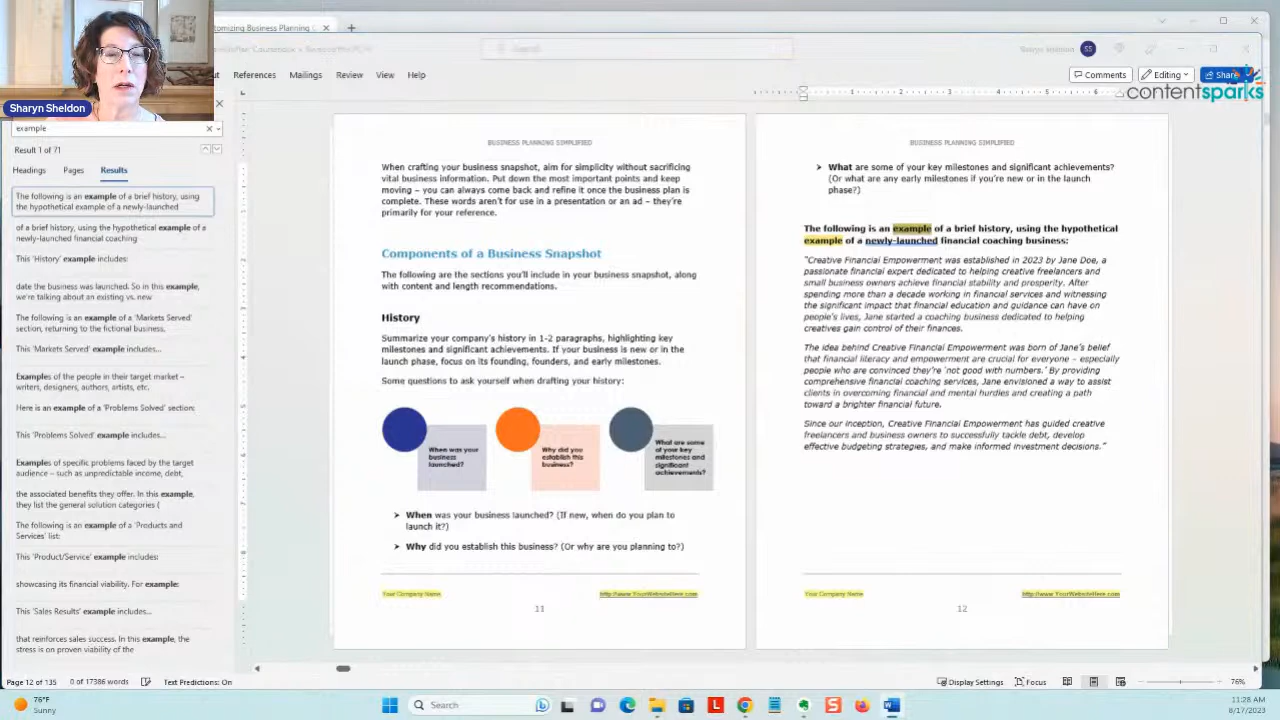 tomizing Business Planning C
Search
Sharyn Sheldon
SS
References
Mailings
Review
View
Help
Comments
Editing
Share
contentsparks
Sharyn Sheldon
example
Result 1 of 71
Headings
Pages
Results
The following is an example of a brief history, using
the hypothetical example of a newly-launched
of a brief history, using the hypothetical example of a
newly-launched financial coaching
This 'History' example includes:
date the business was launched. So in this example,
we're talking about an existing vs. new
The following is an example of a 'Markets Served'
section, returning to the fictional business,
This 'Markets Served' example includes...
Examples of the people in their target market –
writers, designers, authors, artists, etc.
Here is an example of a 'Problems Solved' section:
This 'Problems Solved' example includes...
Examples of specific problems faced by the target
audience – such as unpredictable income, debt,
the associated benefits they offer. In this example,
they list the general solution categories (
The following is an example of a 'Products and
Services' list:
This 'Product/Service' example includes:
showcasing its financial viability. For example:
This 'Sales Results' example includes...
that reinforces sales success. In this example, the
stress is on proven viability of the
BUSINESS PLANNING SIMPLIFIED
When crafting your business snapshot, aim for simplicity without sacrificing
vital business information. Put down the most important points and keep
moving – you can always come back and refine it once the business plan is
complete. These words aren't for use in a presentation or an ad – they're
primarily for your reference.
Components of a Business Snapshot
The following are the sections you'll include in your business snapshot, along
with content and length recommendations.
History
Summarize your company's history in 1-2 paragraphs, highlighting key
milestones and significant achievements. If your business is new or in the
launch phase, focus on its founding, founders, and early milestones.
Some questions to ask yourself when drafting your history:
When was your
business
launched?
Why did you
establish this
business?
What are some
of your key
milestones and
significant
achievements?
➤ When was your business launched? (If new, when do you plan to
launch it?)
➤ Why did you establish this business? (Or why are you planning to?)
Your Company Name
http://www.YourWebsiteHere.com
11
BUSINESS PLANNING SIMPLIFIED
➤ What are some of your key milestones and significant achievements?
(Or what are any early milestones if you're new or in the launch
phase?)
The following is an example of a brief history, using the hypothetical
example of a newly-launched financial coaching business:
"Creative Financial Empowerment was established in 2023 by Jane Doe, a
passionate financial expert dedicated to helping creative freelancers and
small business owners achieve financial stability and prosperity. After
spending more than a decade working in financial services and witnessing
the significant impact that financial education and guidance can have on
people's lives, Jane started a coaching business dedicated to helping
creatives gain control of their finances.
The idea behind Creative Financial Empowerment was born of Jane's belief
that financial literacy and empowerment are crucial for everyone – especially
people who are convinced they're 'not good with numbers.' By providing
comprehensive financial coaching services, Jane envisioned a way to assist
clients in overcoming financial and mental hurdles and creating a path
toward a brighter financial future.
Since our inception, Creative Financial Empowerment has guided creative
freelancers and business owners to successfully tackle debt, develop
effective budgeting strategies, and make informed investment decisions."
Your Company Name
http://www.YourWebsiteHere.com
12
Page 12 of 135
0 of 17386 words
Text Predictions: On
Display Settings
Focus
76%
76°F
Sunny
Search
11:28 AM
8/17/2023